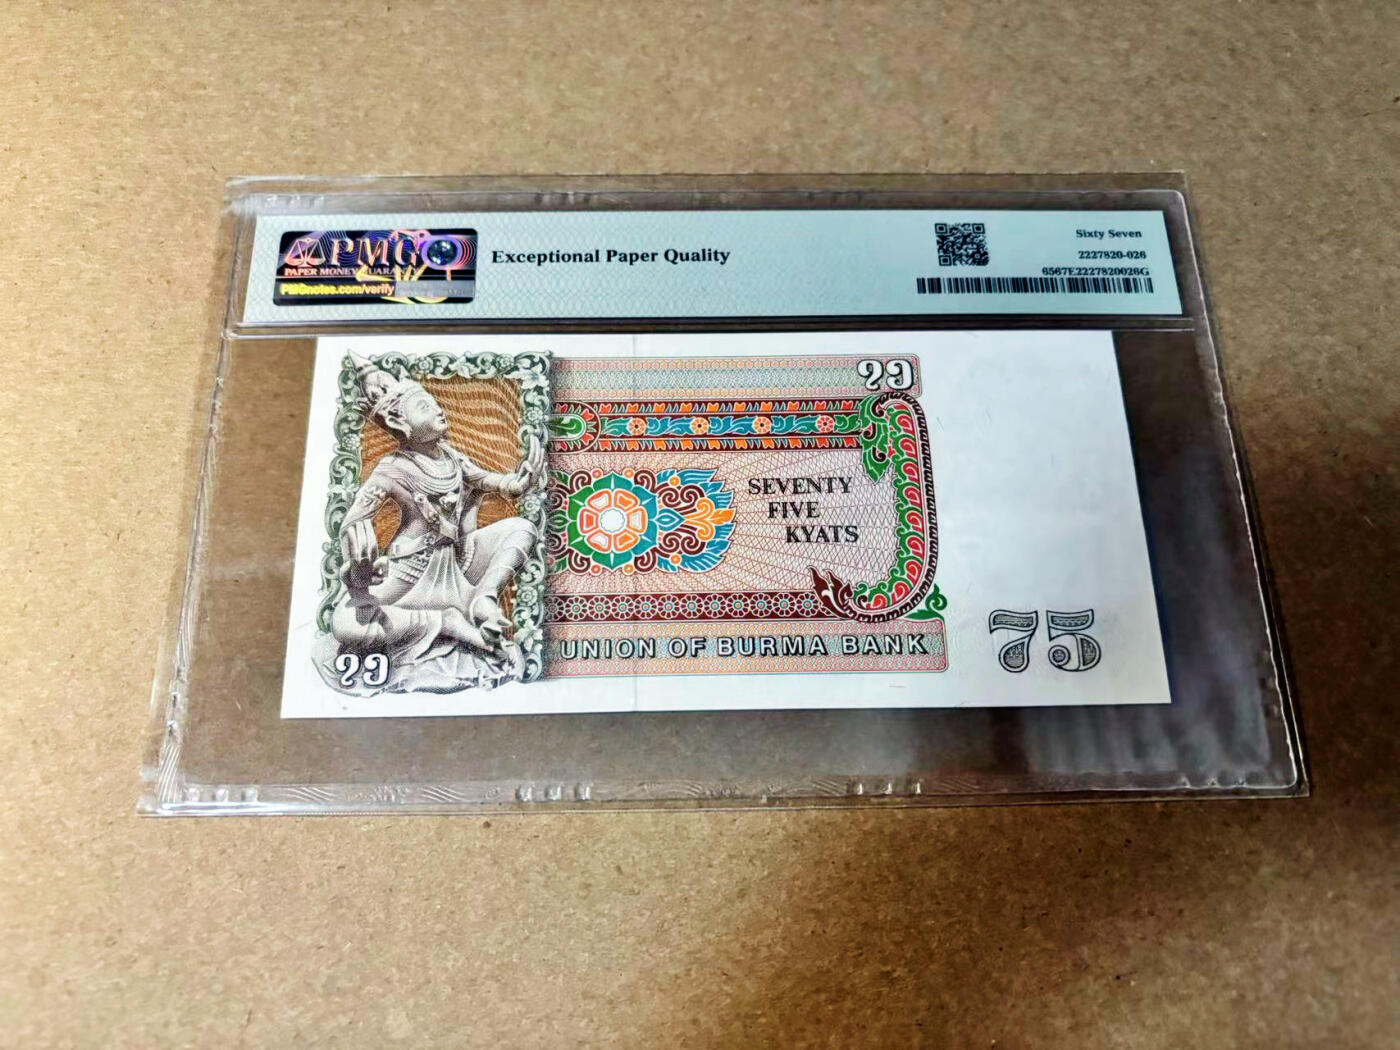 PMG
PAPER MONEY GUARANTY
PMGnotes.com/verify
Exceptional Paper Quality
Sixty Seven
2227820-026
6567E2227820026G
၇၅
SEVENTY
FIVE
KYATS
UNION OF BURMA BANK
၇၅
75